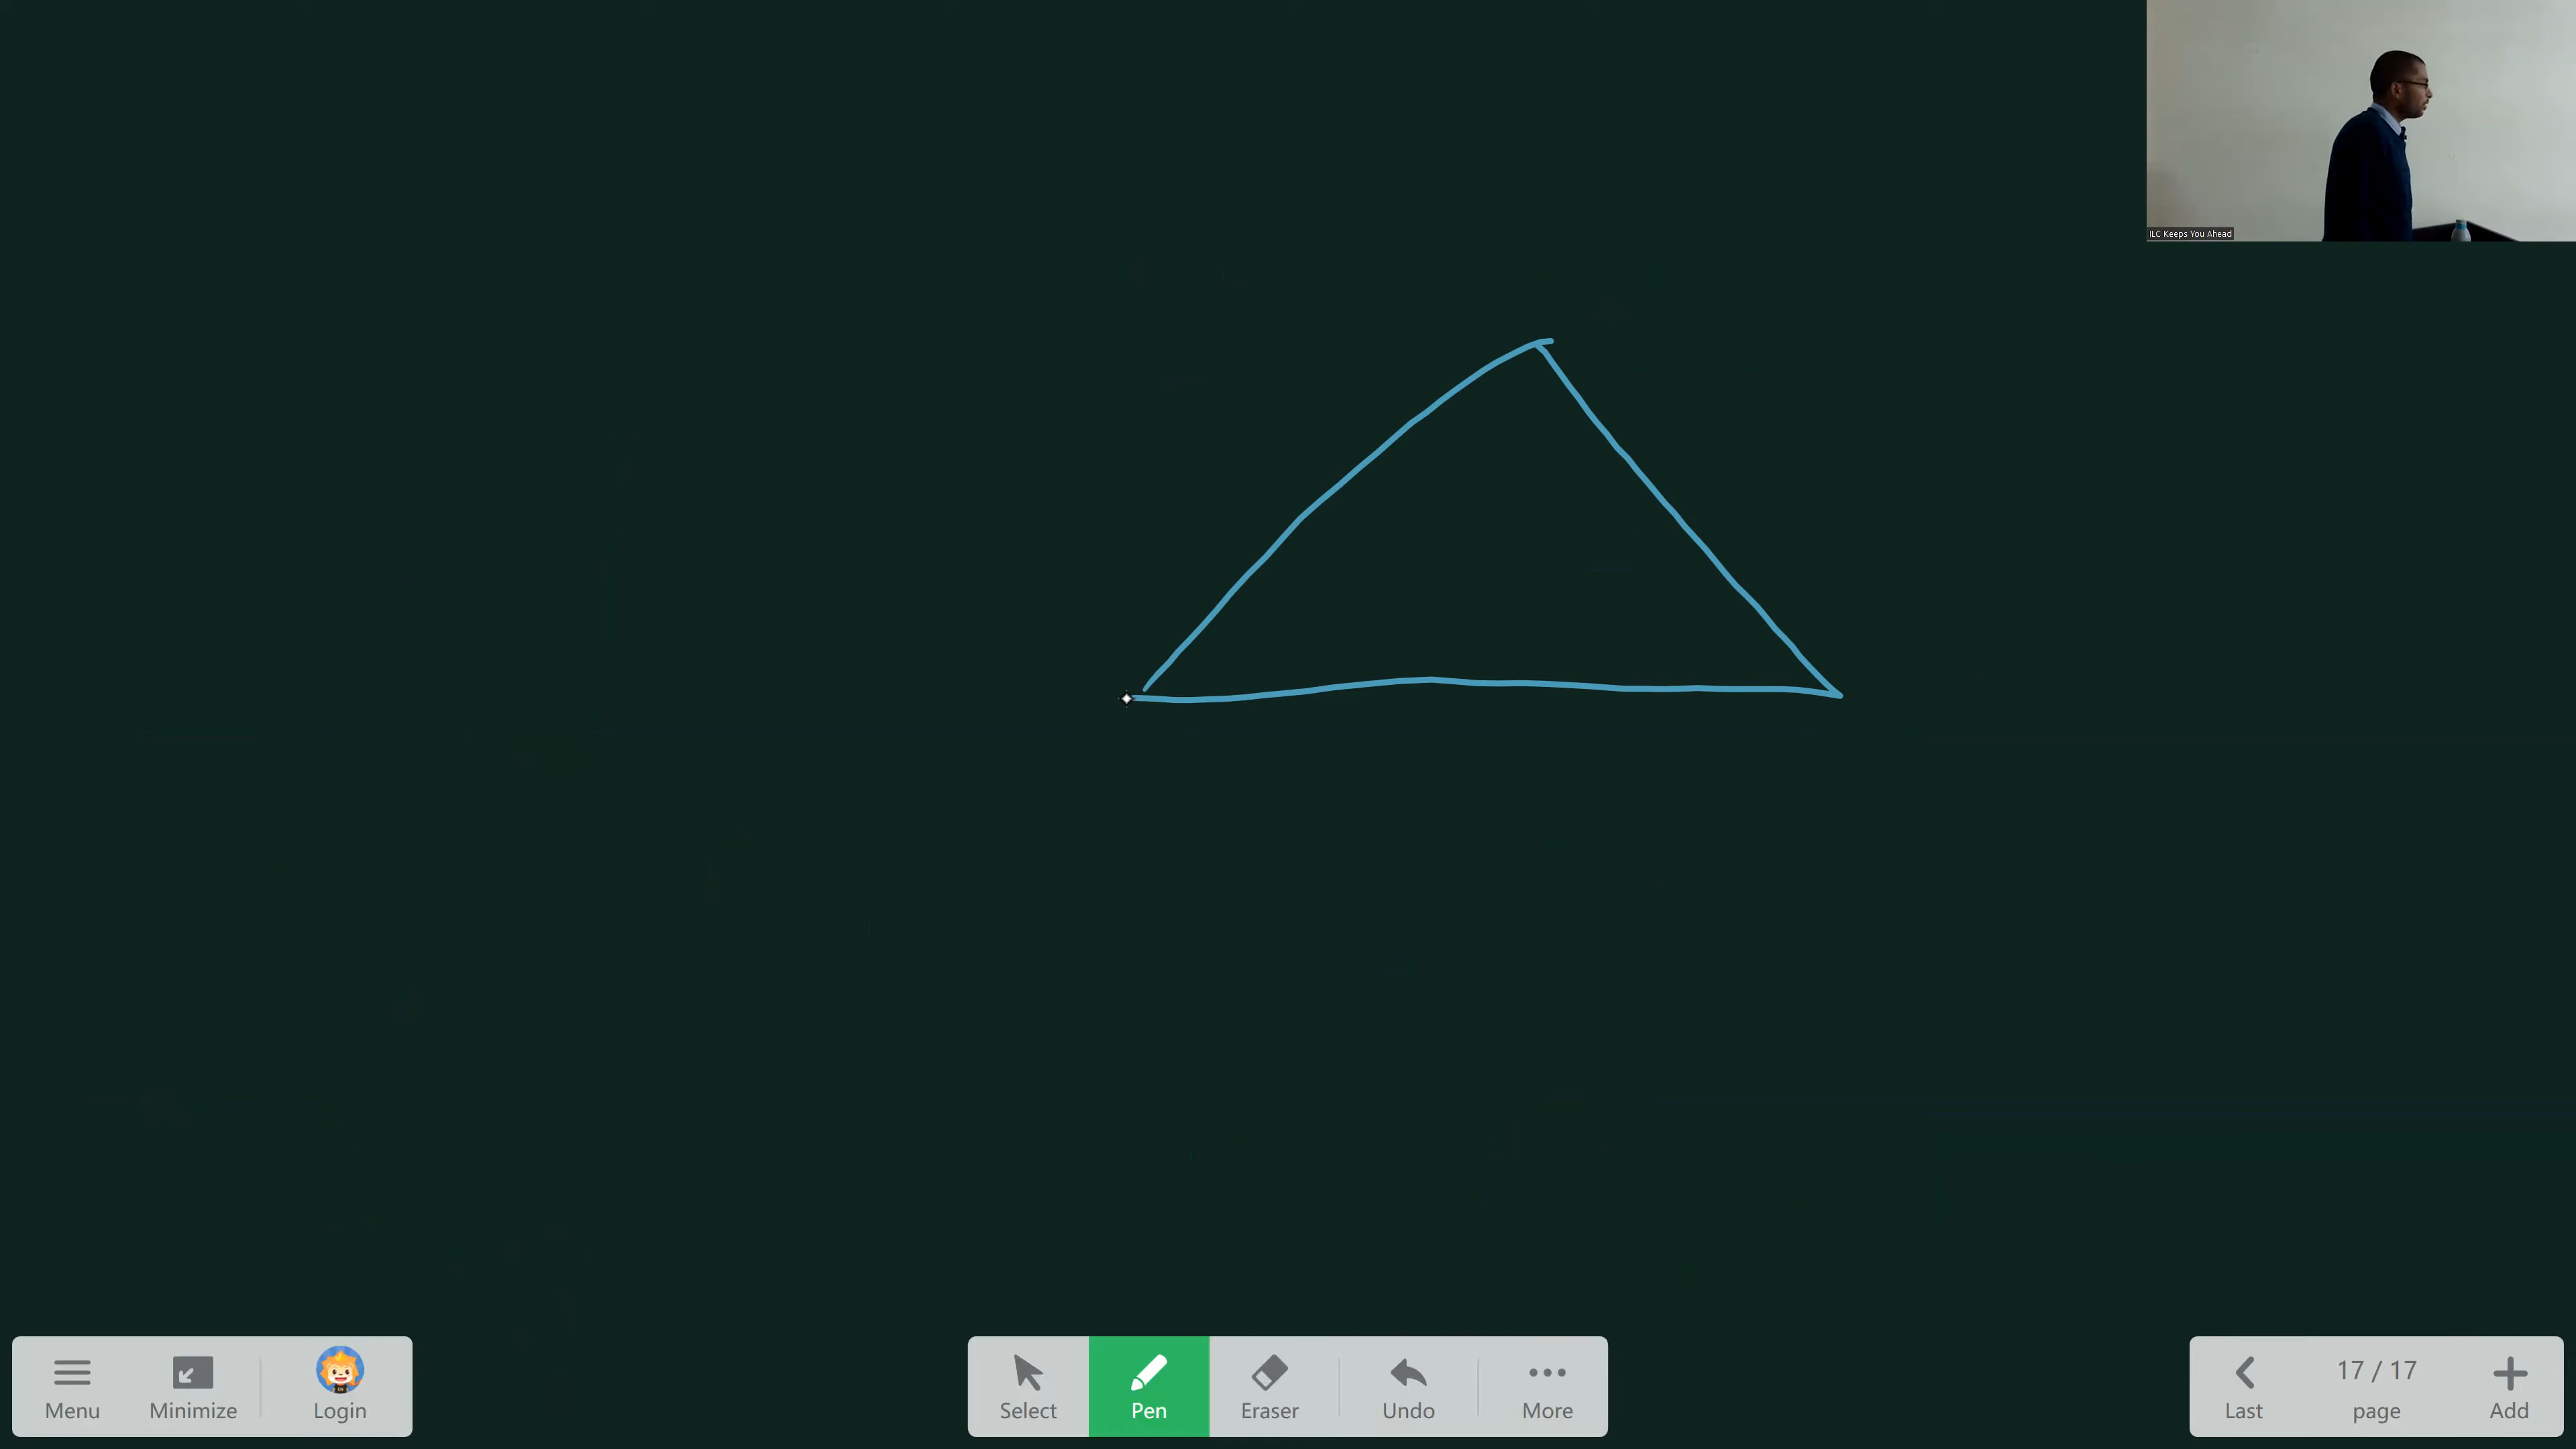 ILC Keeps You Ahead
Menu
Minimize
Login
Select
Pen
Eraser
Undo
More
Last
17 / 17
page
Add